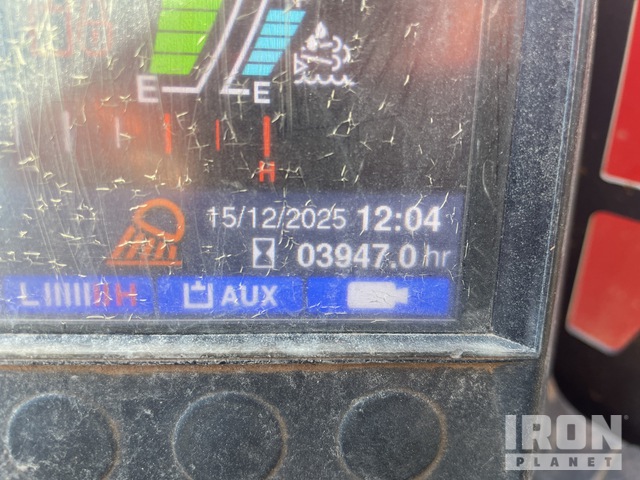 E E
H
15/12/2025 12:04
03947.0 hr
L H AUX
IRON
PLANET